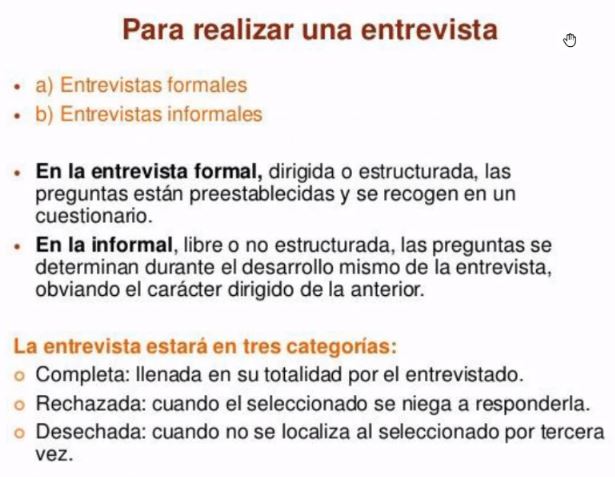 Para realizar una entrevista
• a) Entrevistas formales
• b) Entrevistas informales
• En la entrevista formal, dirigida o estructurada, las
preguntas están preestablecidas y se recogen en un
cuestionario.
• En la informal, libre o no estructurada, las preguntas se
determinan durante el desarrollo mismo de la entrevista,
obviando el carácter dirigido de la anterior.
La entrevista estará en tres categorías:
o Completa: llenada en su totalidad por el entrevistado.
o Rechazada: cuando el seleccionado se niega a responderla.
o Desechada: cuando no se localiza al seleccionado por tercera
vez.